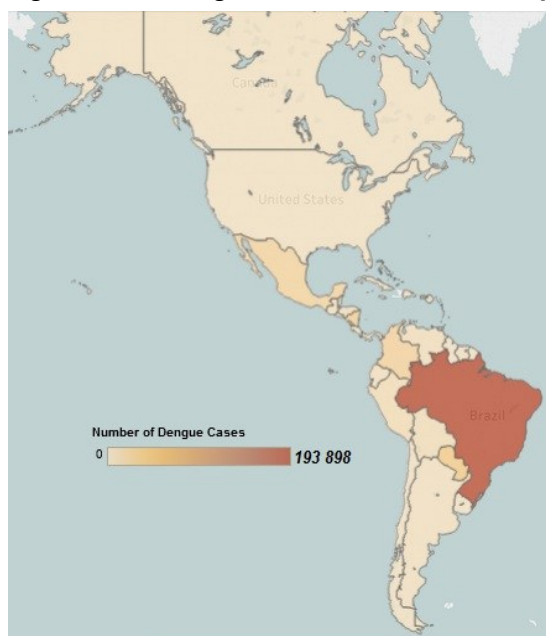 Canada
United States
Brazil
Number of Dengue Cases
0
193 898